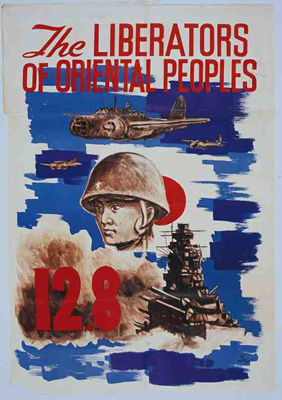 The LIBERATORS
OF ORIENTAL PEOPLES
12.8